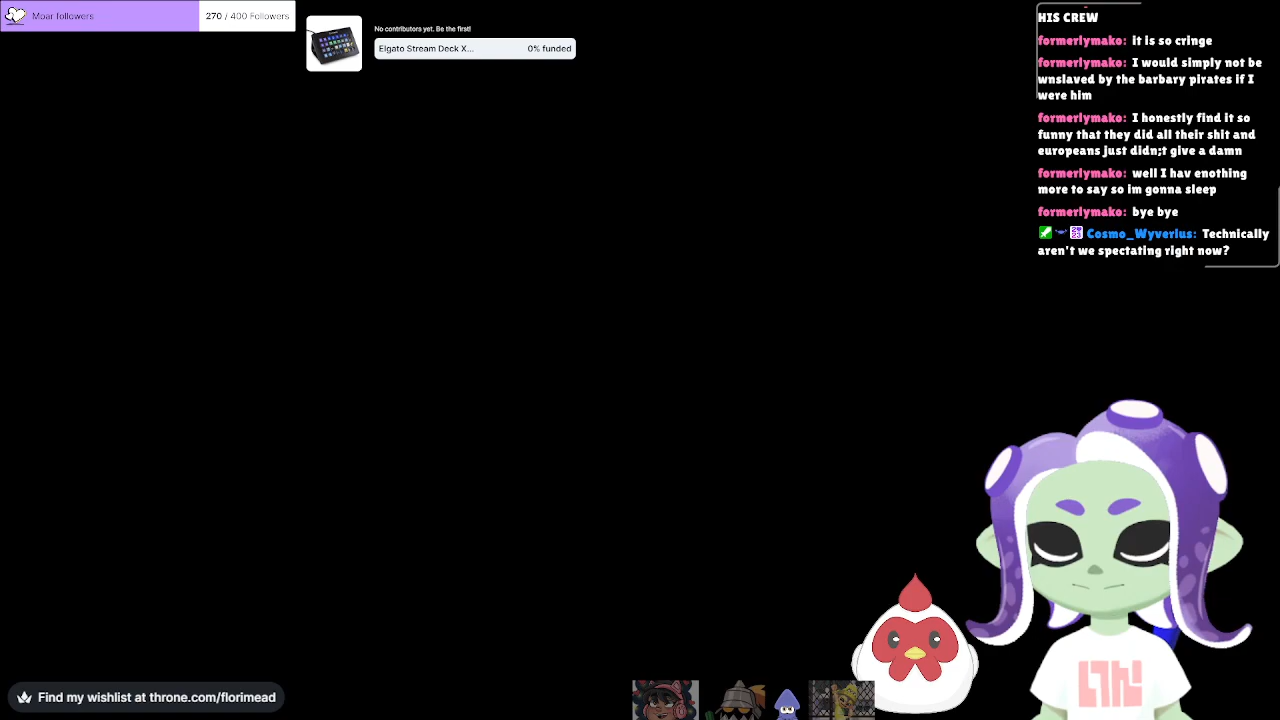 Moar followers
270 / 400 Followers
No contributors yet. Be the first!
Elgato Stream Deck X...
0% funded
HIS CREW
formerlymako: it is so cringe
formerlymako: I would simply not be
wnslaved by the barbary pirates if I
were him
formerlymako: I honestly find it so
funny that they did all their shit and
europeans just didn;t give a damn
formerlymako: well I hav enothing
more to say so im gonna sleep
formerlymako: bye bye
Cosmo_Wyverius: Technically
aren't we spectating right now?
Find my wishlist at throne.com/florimead